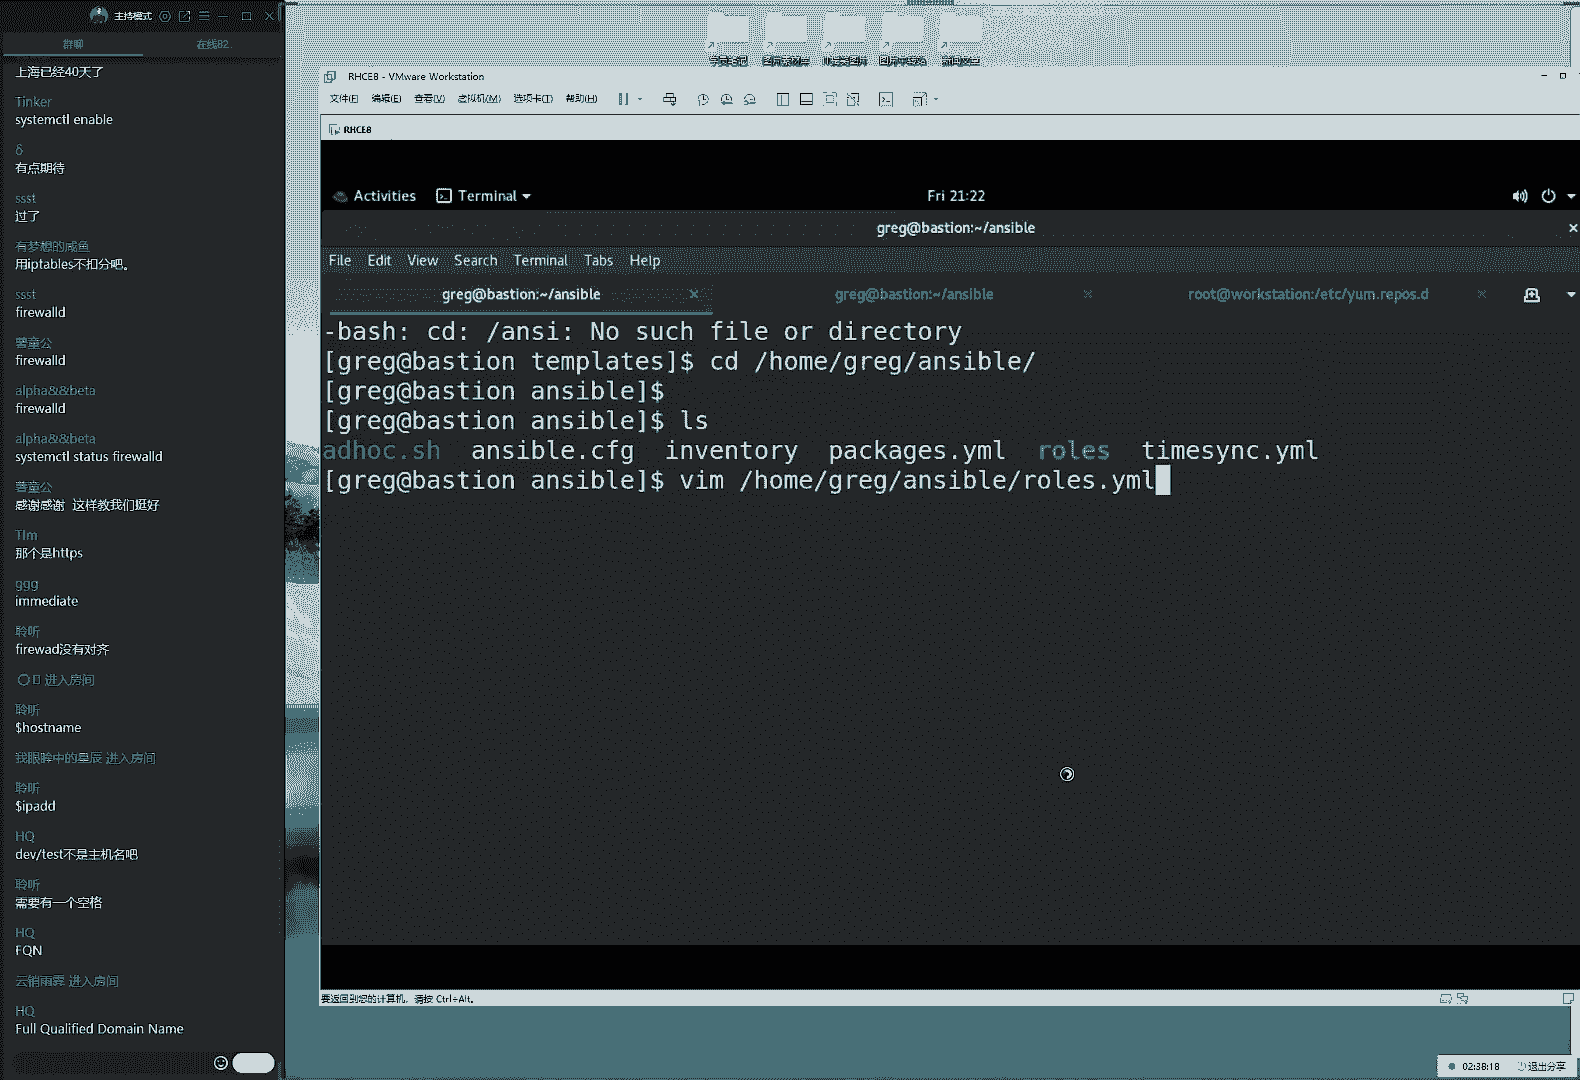 主持模式
群聊
在线82
上海已经40天了
Tinker
systemctl enable
δ
有点期待
ssst
过了
有梦想的咸鱼
用iptables不扣分吧。
ssst
firewalld
薯童公
firewalld
alpha&&beta
firewalld
alpha&&beta
systemctl status firewalld
薯童公
感谢感谢 这样教我们挺好
TIm
那个是https
ggg
immediate
聆听
firewad没有对齐
进入房间
聆听
$hostname
我眼眸中的星辰 进入房间
聆听
$ipadd
HQ
dev/test不是主机名吧
聆听
需要有一个空格
HQ
FQN
云销雨霁 进入房间
HQ
Full Qualified Domain Name
RHCE8 - VMware Workstation
文件(F) 编辑(E) 查看(V) 虚拟机(M) 选项卡(T) 帮助(H)
RHCE8
Activities Terminal Fri 21:22
greg@bastion:~/ansible
File Edit View Search Terminal Tabs Help
greg@bastion:~/ansible greg@bastion:~/ansible root@workstation:/etc/yum.repos.d
-bash: cd: /ansi: No such file or directory
[greg@bastion templates]$ cd /home/greg/ansible/
[greg@bastion ansible]$
[greg@bastion ansible]$ ls
adhoc.sh ansible.cfg inventory packages.yml roles timesync.yml
[greg@bastion ansible]$ vim /home/greg/ansible/roles.yml
要返回到您的计算机，请按 Ctrl+Alt。
02:38:18 退出分享